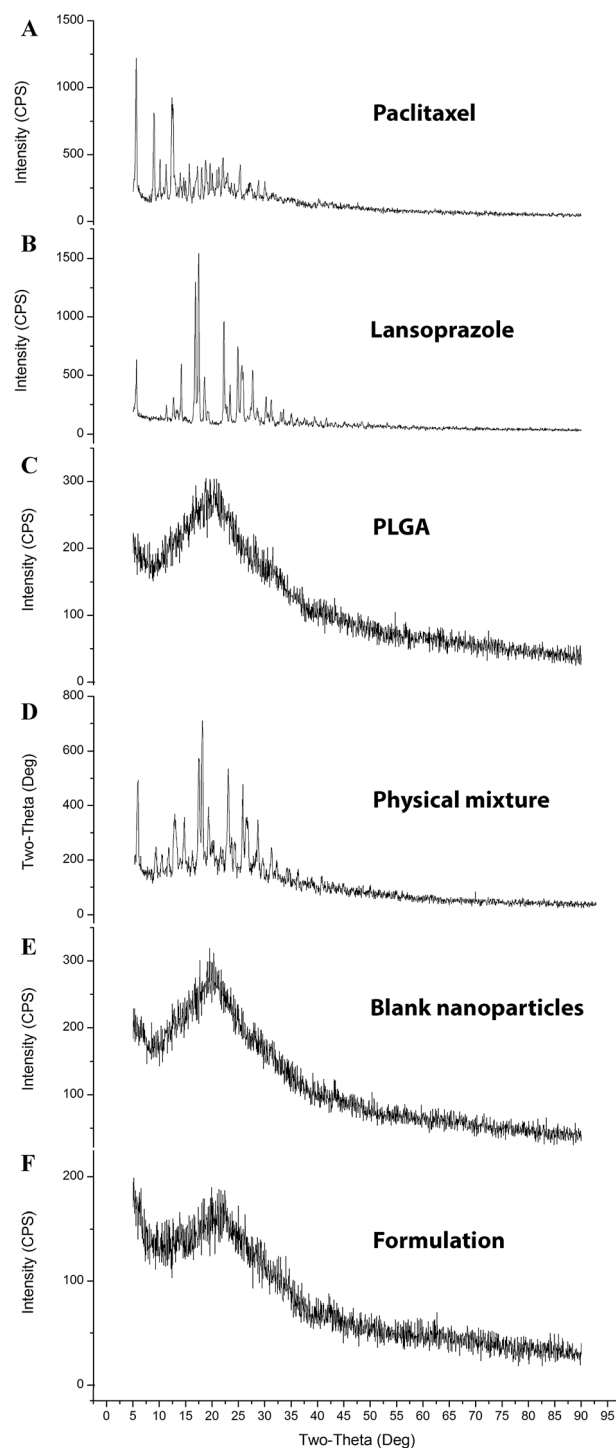 A
1500
1000
500
0
Intensity (CPS)
Paclitaxel
B
1500
1000
500
0
Intensity (CPS)
Lansoprazole
C
300
200
100
0
Intensity (CPS)
PLGA
D
800
600
400
200
0
Two-Theta (Deg)
Physical mixture
E
300
200
100
Intensity (CPS)
Blank nanoparticles
F
200
100
0
Intensity (CPS)
Formulation
0 5 10 15 20 25 30 35 40 45 50 55 60 65 70 75 80 85 90 95
Two-Theta (Deg)